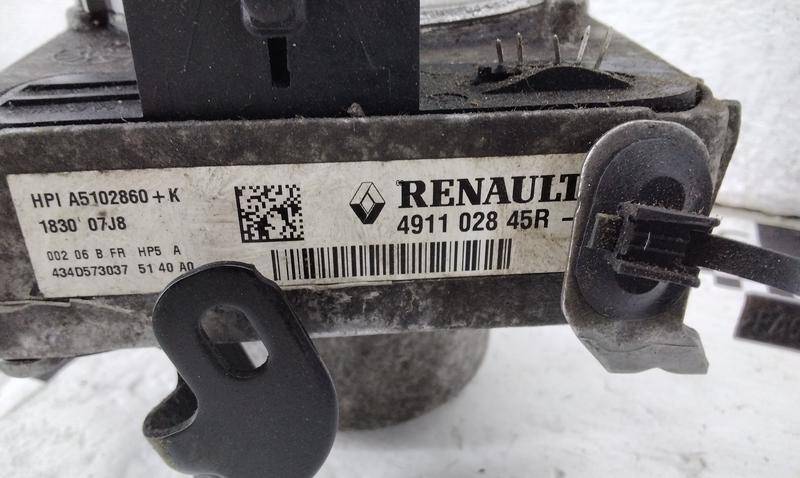 HPI A5102860+K
1830 07J8
002 06 B FR HP5 A
434D573037 51 40 A0
RENAULT
4911 028 45R -